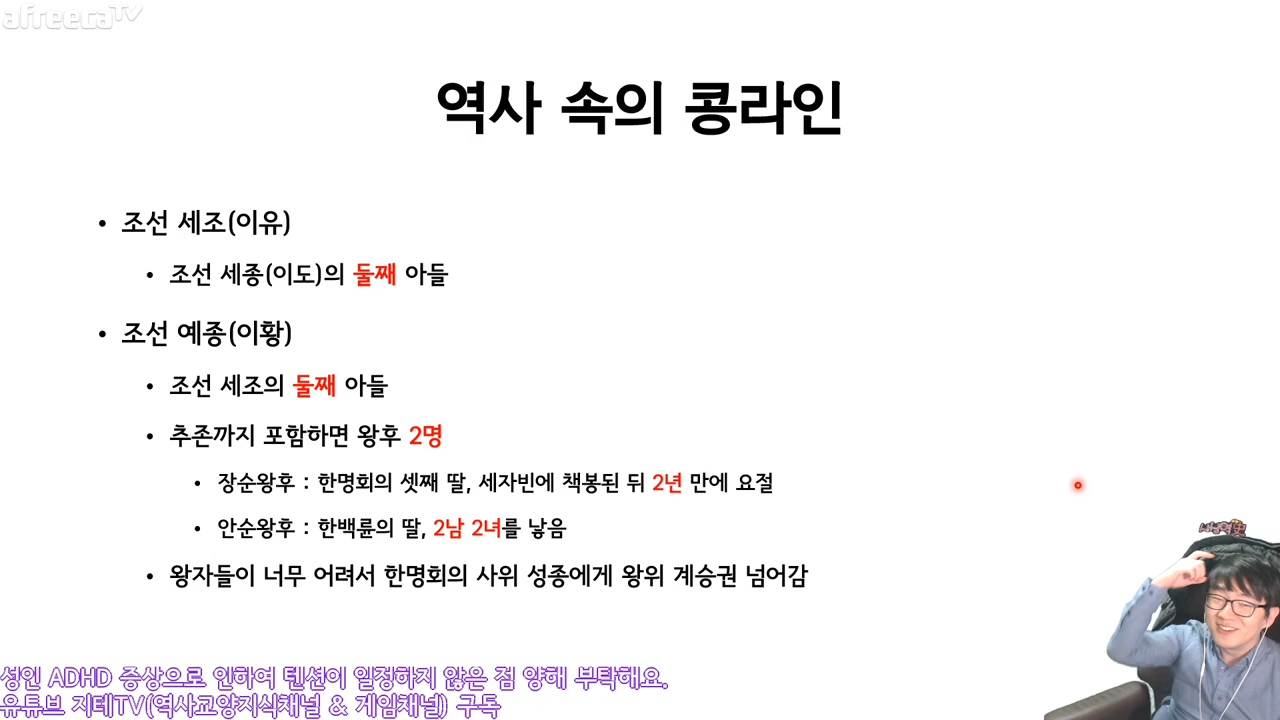 afreecaTV
역사 속의 콩라인
• 조선 세조(이유)
• 조선 세종(이도)의 둘째 아들
• 조선 예종(이황)
• 조선 세조의 둘째 아들
• 추존까지 포함하면 왕후 2명
• 장순왕후 : 한명회의 셋째 딸, 세자빈에 책봉된 뒤 2년 만에 요절
• 안순왕후 : 한백륜의 딸, 2남 2녀를 낳음
• 왕자들이 너무 어려서 한명회의 사위 성종에게 왕위 계승권 넘어감
성인 ADHD 증상으로 인하여 텐션이 일정하지 않은 점 양해 부탁해요.
유튜브 지테TV(역사교양지식채널 & 게임채널) 구독